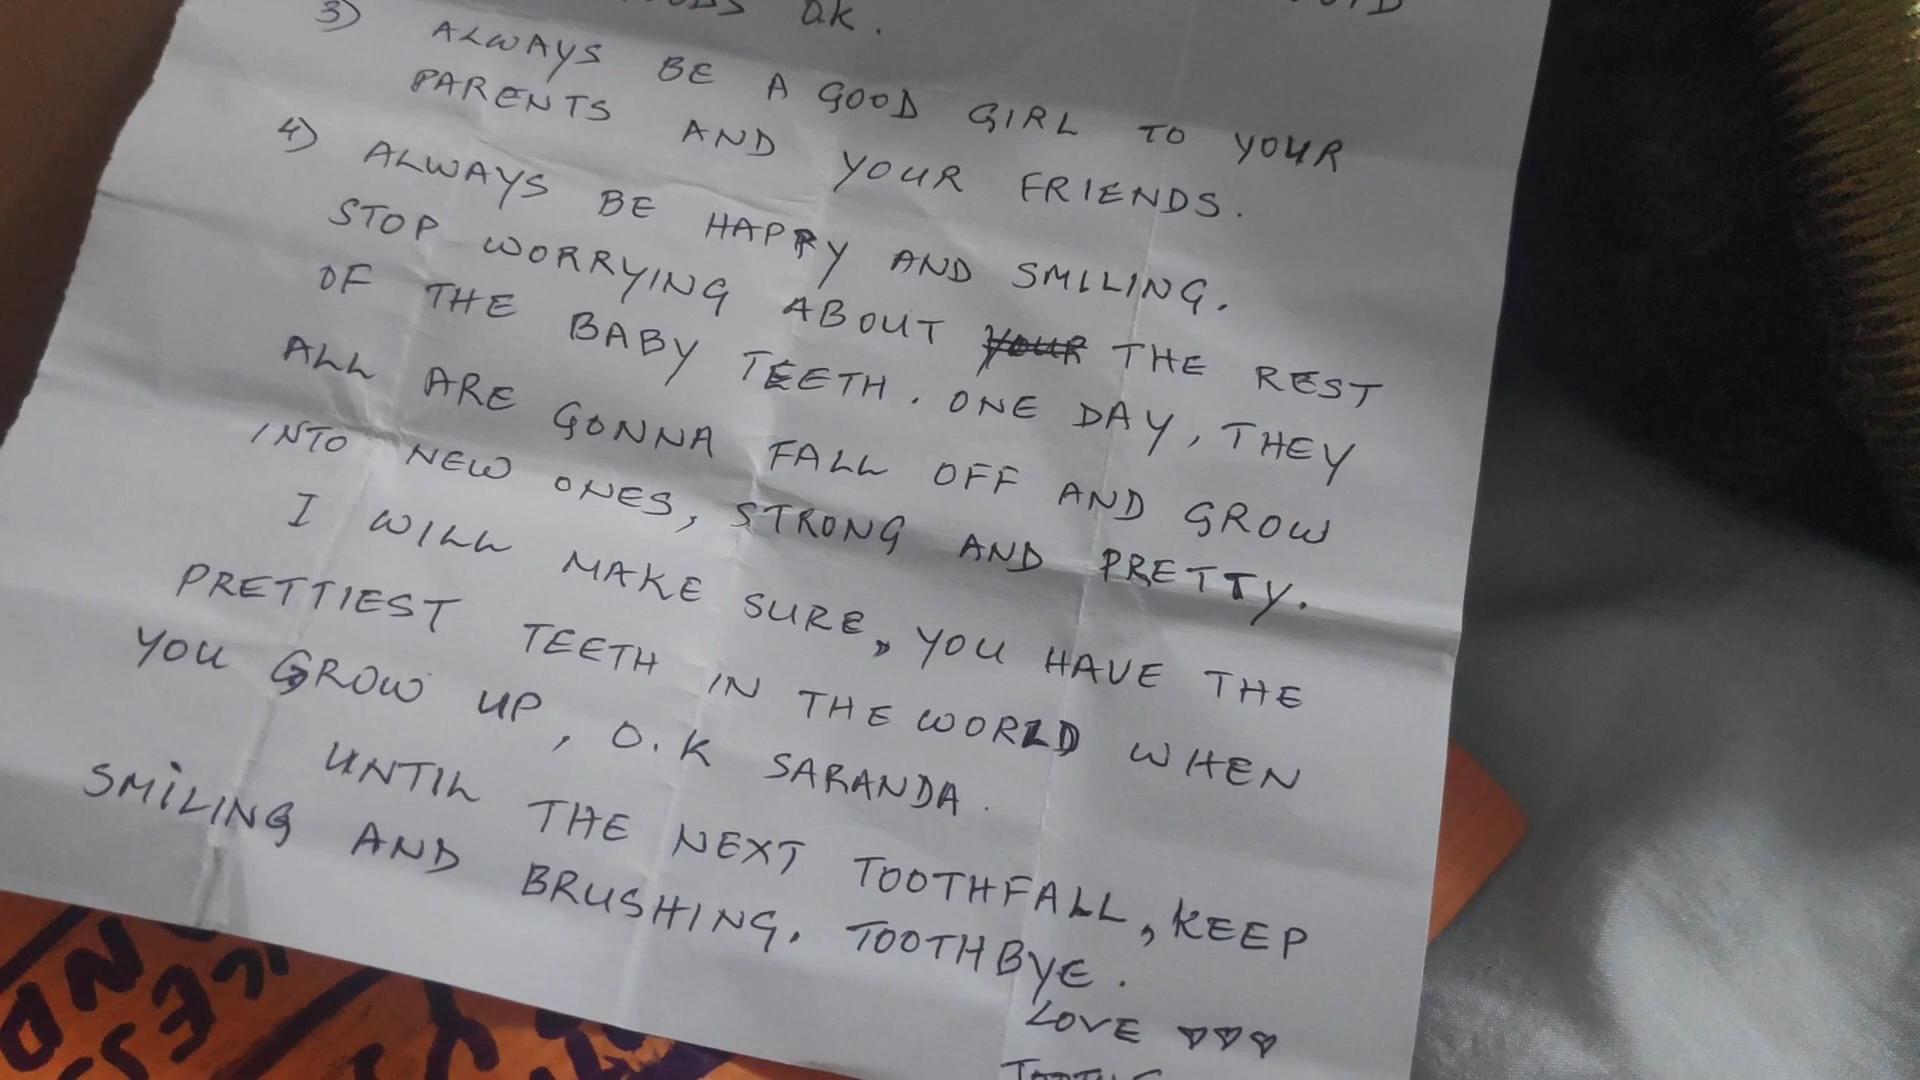 OK.
3) ALWAYS BE A GOOD GIRL TO YOUR
PARENTS AND YOUR FRIENDS.
4) ALWAYS BE HAPPY AND SMILING.
STOP WORRYING ABOUT YOUR THE REST
OF THE BABY TEETH. ONE DAY, THEY
ALL ARE GONNA FALL OFF AND GROW
INTO NEW ONES, STRONG AND PRETTY.
I WILL MAKE SURE, YOU HAVE THE
PRETTIEST TEETH IN THE WORLD WHEN
YOU GROW UP, O.K SARANDA.
UNTIL THE NEXT TOOTHFALL, KEEP
SMILING AND BRUSHING. TOOTHBYE.
LOVE ♡♡♡